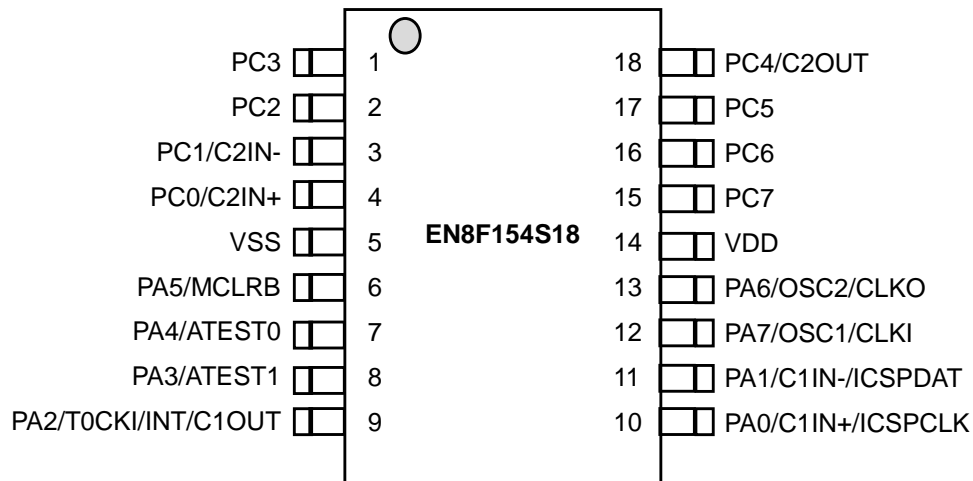 PC3 1 18 PC4/C2OUT
PC2 2 17 PC5
PC1/C2IN- 3 16 PC6
PC0/C2IN+ 4 15 PC7
VSS 5 EN8F154S18 14 VDD
PA5/MCLRB 6 13 PA6/OSC2/CLKO
PA4/ATEST0 7 12 PA7/OSC1/CLKI
PA3/ATEST1 8 11 PA1/C1IN-/ICSPDAT
PA2/T0CKI/INT/C1OUT 9 10 PA0/C1IN+/ICSPCLK